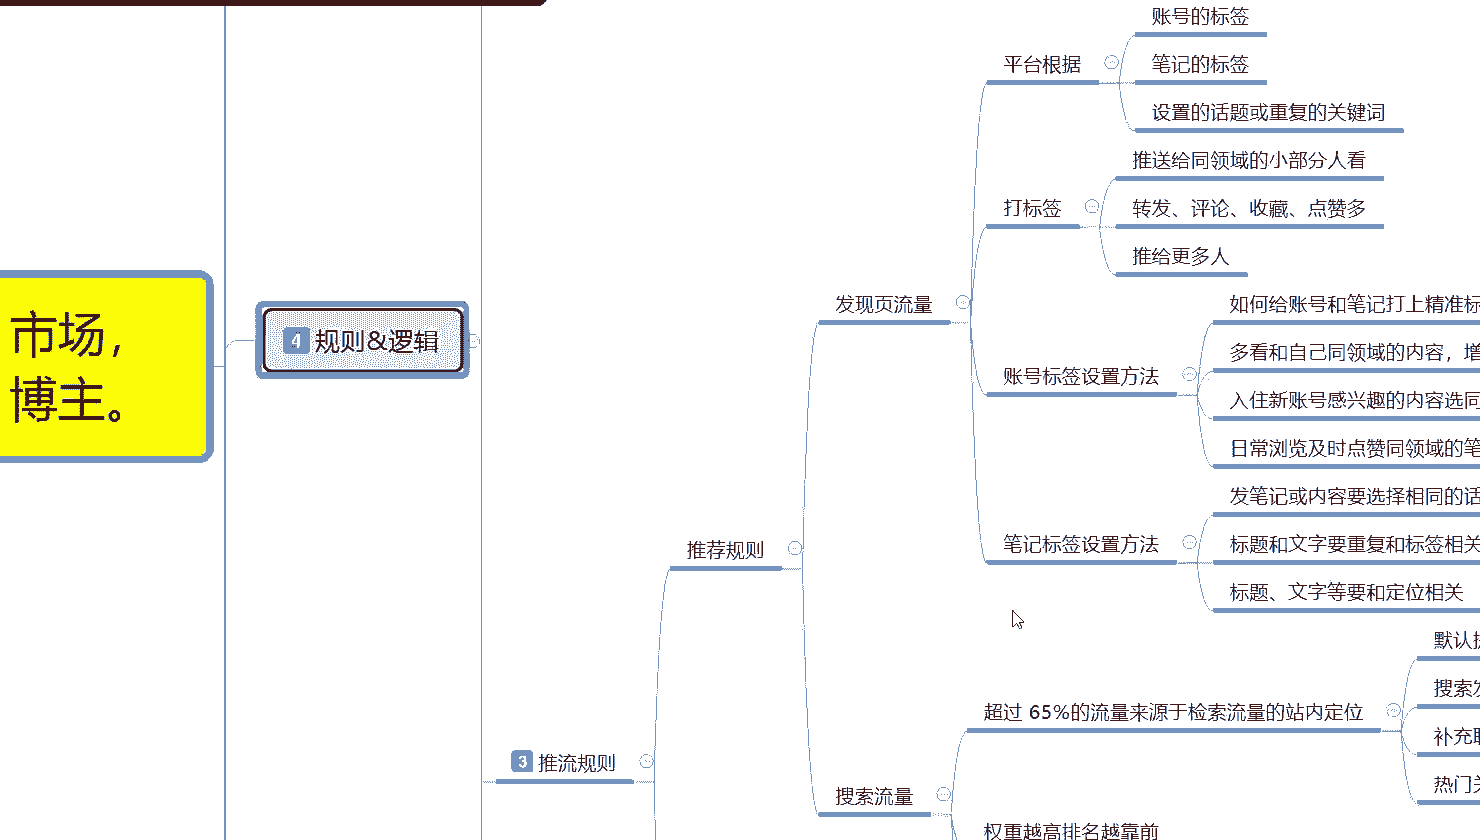 市场，
博主。
4 规则&逻辑
3 推流规则
推荐规则
发现页流量
平台根据
账号的标签
笔记的标签
设置的话题或重复的关键词
打标签
推送给同领域的小部分人看
转发、评论、收藏、点赞多
推给更多人
账号标签设置方法
如何给账号和笔记打上精准标
多看和自己同领域的内容，增
入住新账号感兴趣的内容选同
日常浏览及时点赞同领域的笔
笔记标签设置方法
发笔记或内容要选择相同的话
标题和文字要重复和标签相关
标题、文字等要和定位相关
搜索流量
超过 65%的流量来源于检索流量的站内定位
默认
搜索
补充
热门
权重越高排名越靠前